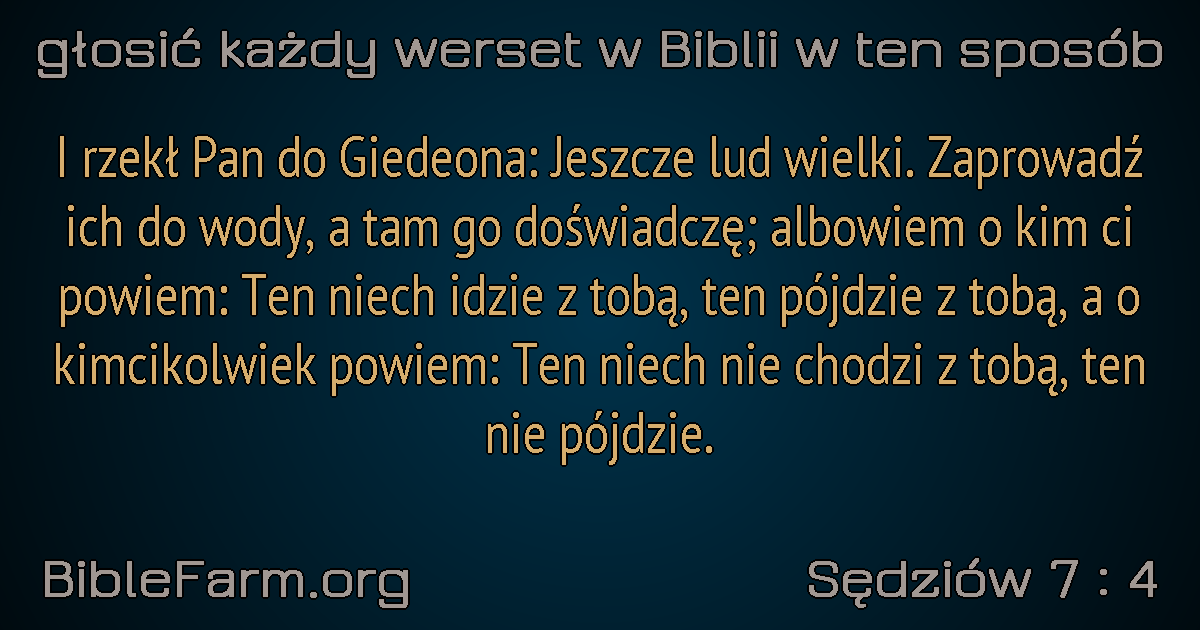 głosić każdy werset w Biblii w ten sposób
I rzekł Pan do Giedeona: Jeszcze lud wielki. Zaprowadź
ich do wody, a tam go doświadczę; albowiem o kim ci
powiem: Ten niech idzie z tobą, ten pójdzie z tobą, a o
kimcikolwiek powiem: Ten niech nie chodzi z tobą, ten
nie pójdzie.
BibleFarm.org
Sędziów 7 : 4